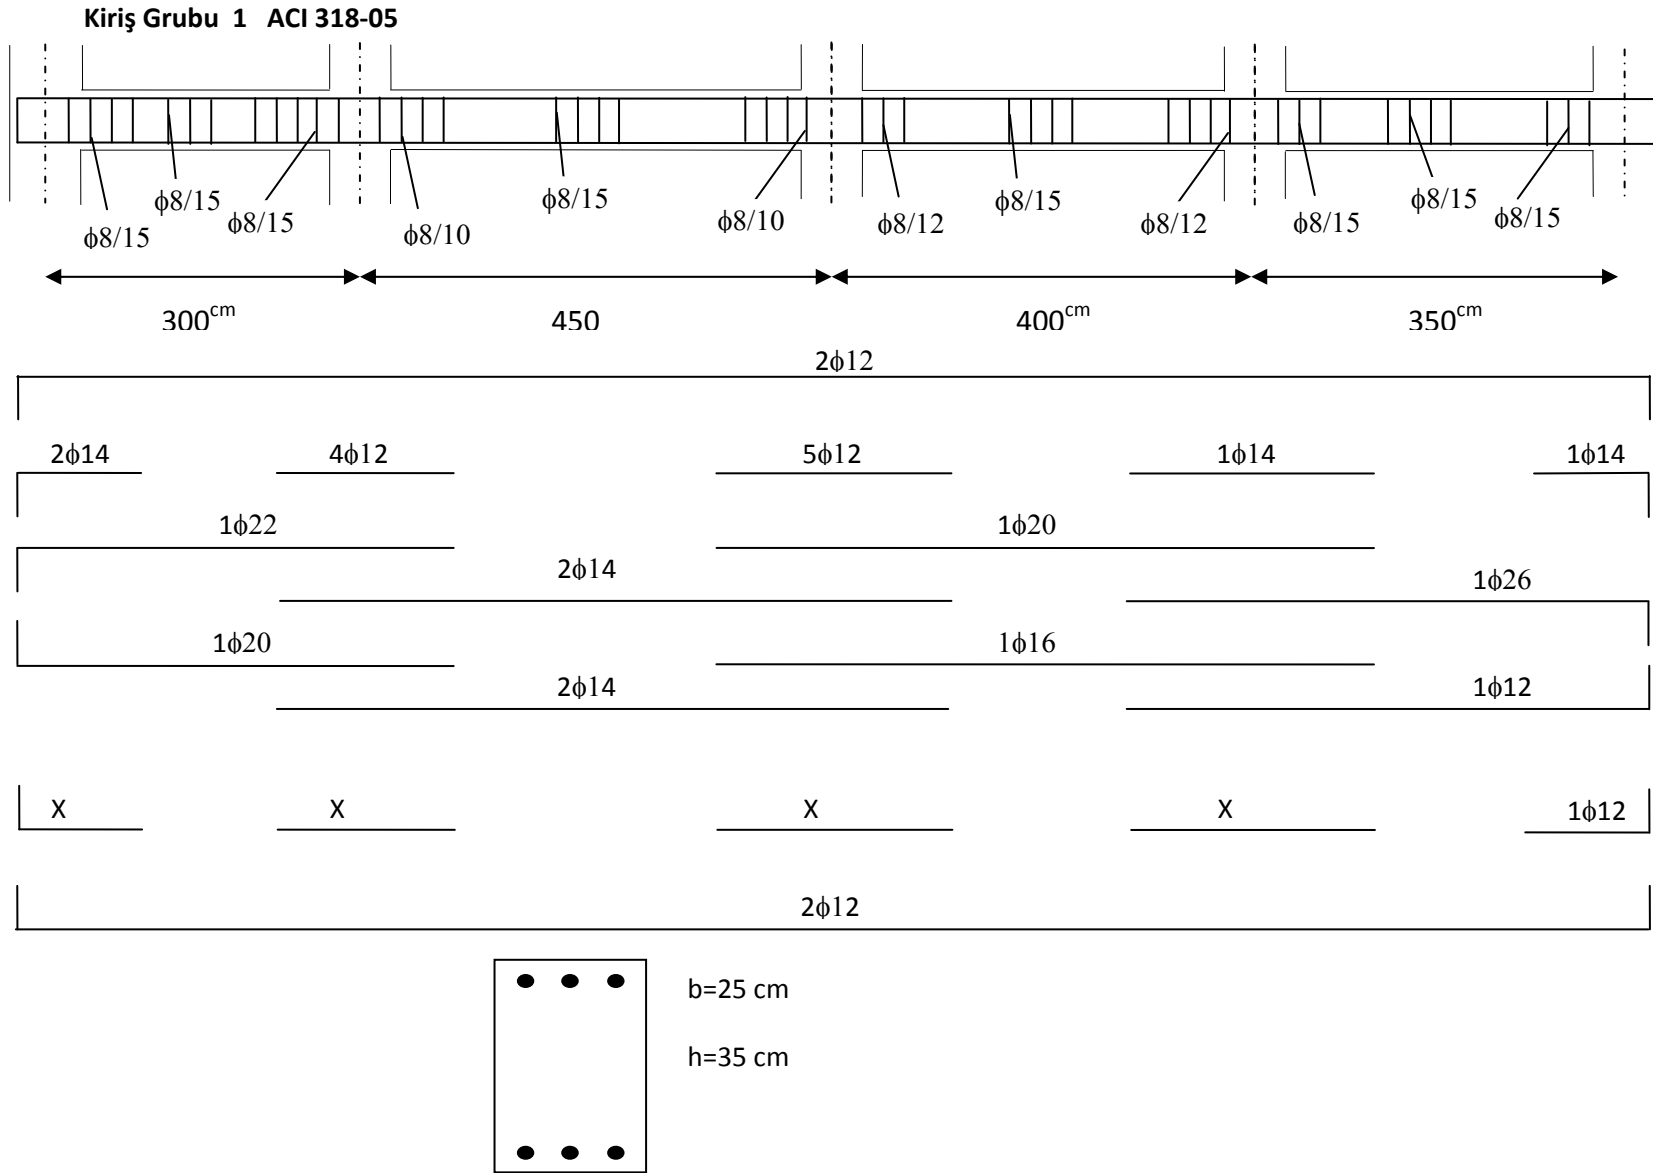 Kiriş Grubu 1 ACI 318-05
ϕ8/15 ϕ8/15 ϕ8/15 ϕ8/10 ϕ8/15 ϕ8/10 ϕ8/12 ϕ8/15 ϕ8/12 ϕ8/15 ϕ8/15 ϕ8/15
300cm 450 400cm 350cm
2ϕ12
2ϕ14 4ϕ12 5ϕ12 1ϕ14 1ϕ14
1ϕ22 1ϕ20
2ϕ14 1ϕ26
1ϕ20 1ϕ16
2ϕ14 1ϕ12
X X X X 1ϕ12
2ϕ12
b=25 cm
h=35 cm